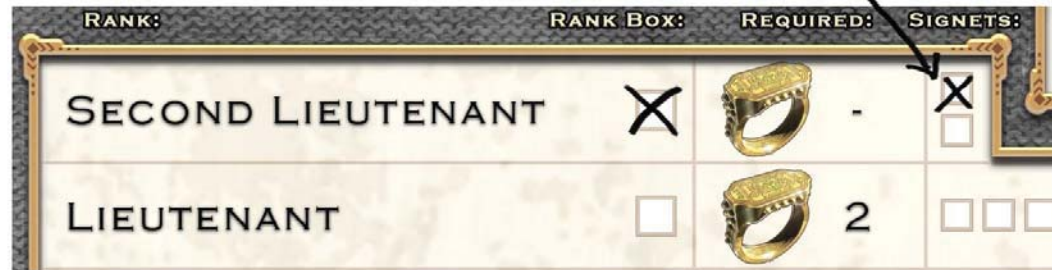 RANK: RANK BOX: REQUIRED: SIGNETS:
SECOND LIEUTENANT X - X
LIEUTENANT 2